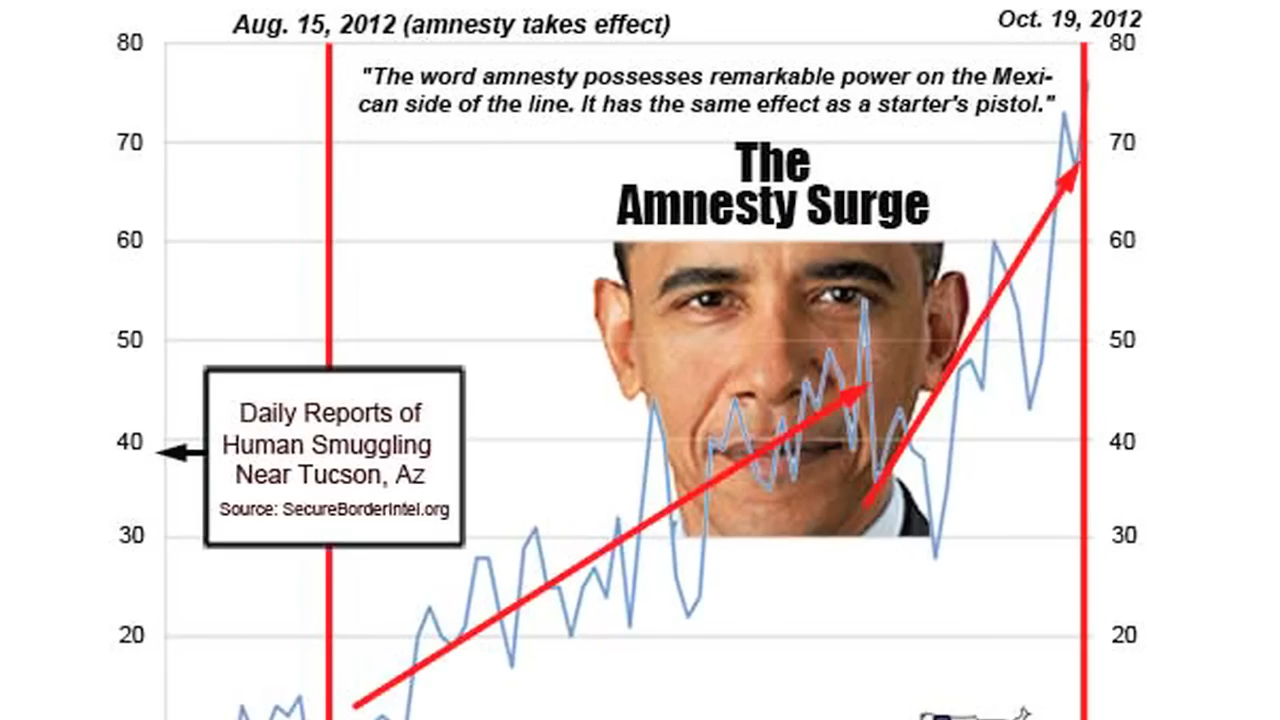 Aug. 15, 2012 (amnesty takes effect)
Oct. 19, 2012
80
80
"The word amnesty possesses remarkable power on the Mexi-
can side of the line. It has the same effect as a starter's pistol."
70
70
The
Amnesty Surge
60
60
50
50
Daily Reports of
Human Smuggling
Near Tucson, Az
Source: SecureBorderIntel.org
40
40
30
30
20
20